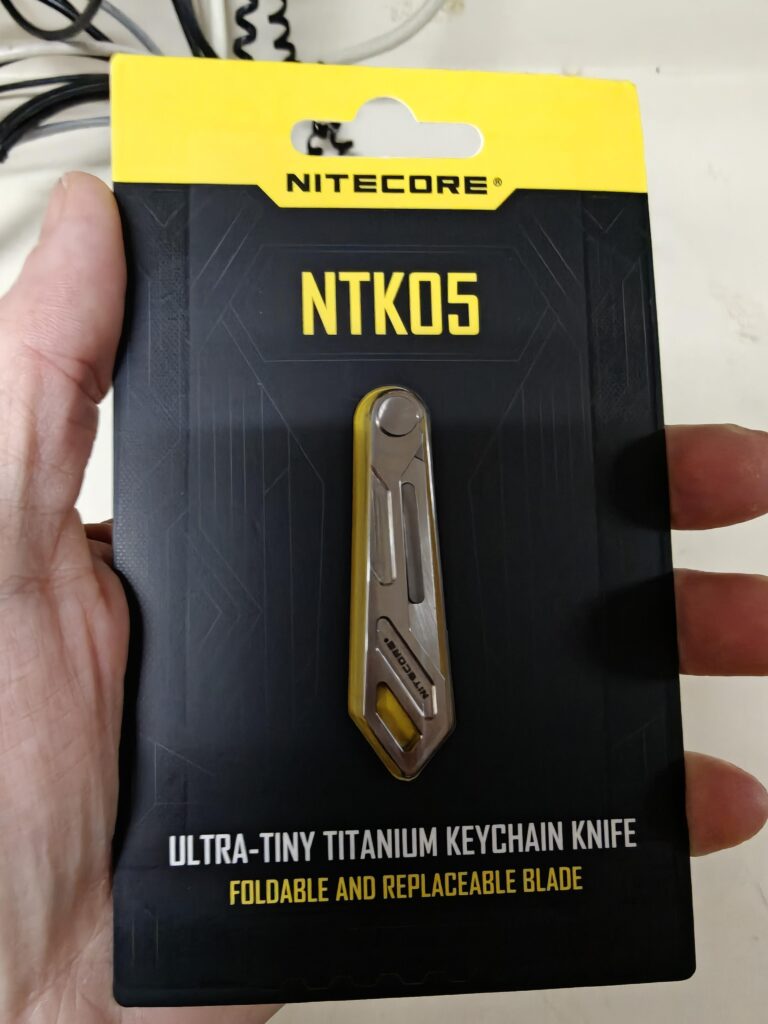 NITECORE®
NTK05
NITECORE®
ULTRA-TINY TITANIUM KEYCHAIN KNIFE
FOLDABLE AND REPLACEABLE BLADE